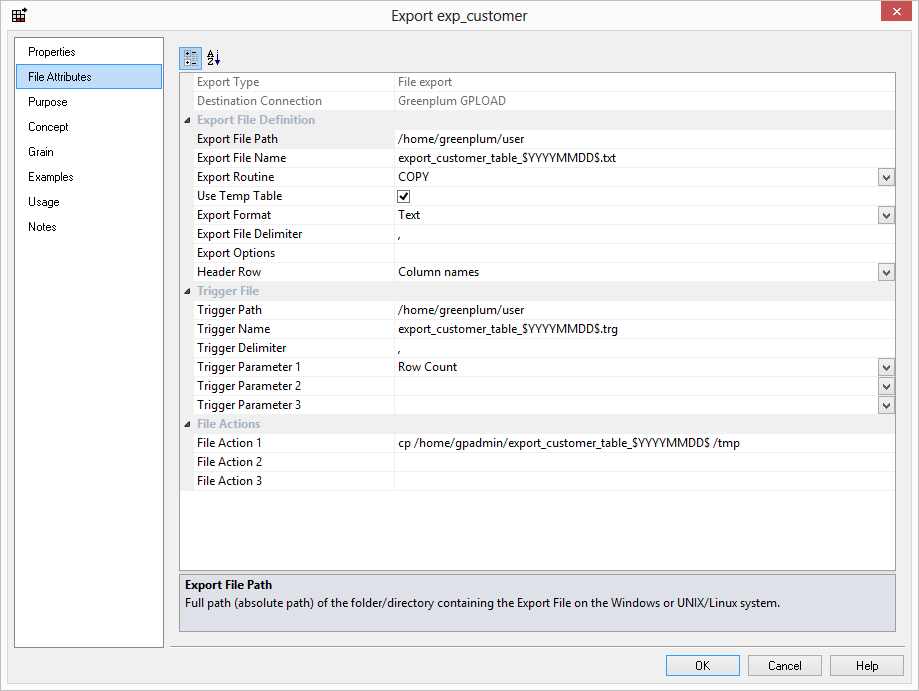 Export exp_customer
Properties
File Attributes
Purpose
Concept
Grain
Examples
Usage
Notes
Export Type File export
Destination Connection Greenplum GPLOAD
Export File Definition
Export File Path /home/greenplum/user
Export File Name export_customer_table_$YYYYMMDD$.txt
Export Routine COPY
Use Temp Table
Export Format Text
Export File Delimiter ,
Export Options
Header Row Column names
Trigger File
Trigger Path /home/greenplum/user
Trigger Name export_customer_table_$YYYYMMDD$.trg
Trigger Delimiter ,
Trigger Parameter 1 Row Count
Trigger Parameter 2
Trigger Parameter 3
File Actions
File Action 1 cp /home/gpadmin/export_customer_table_$YYYYMMDD$ /tmp
File Action 2
File Action 3
Export File Path
Full path (absolute path) of the folder/directory containing the Export File on the Windows or UNIX/Linux system.
OK Cancel Help